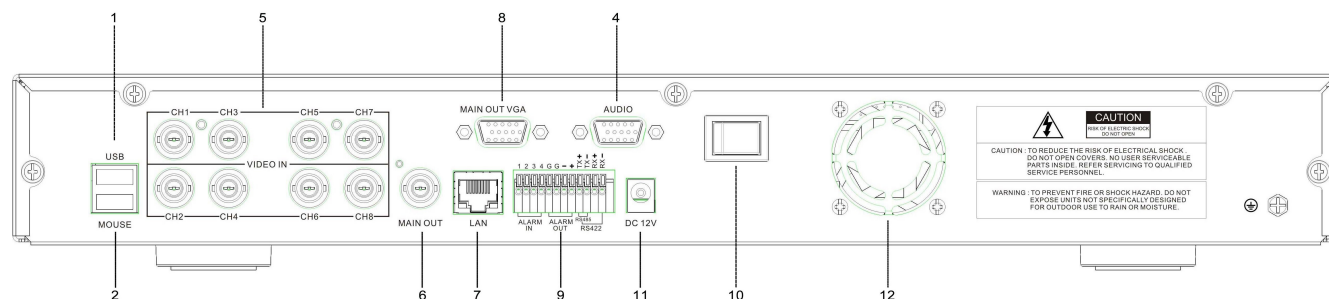 1
5
8
4
CH1
CH3
CH5
CH7
MAIN OUT VGA
AUDIO
CAUTION
RISK OF ELECTRIC SHOCK
DO NOT OPEN
USB
VIDEO IN
1 2 3 4 G G − + TX+ TX− RX+ RX−
CAUTION : TO REDUCE THE RISK OF ELECTRICAL SHOCK .
DO NOT OPEN COVERS. NO USER SERVICEABLE
PARTS INSIDE. REFER SERVICING TO QUALIFIED
SERVICE PERSONNEL.
WARNING : TO PREVENT FIRE OR SHOCK HAZARD. DO NOT
EXPOSE UNITS NOT SPECIFICALLY DESIGNED
FOR OUTDOOR USE TO RAIN OR MOISTURE.
CH2
CH4
CH6
CH8
MOUSE
MAIN OUT
LAN
ALARM
IN
ALARM
OUT
RS485
RS422
DC 12V
2
6
7
9
11
10
12